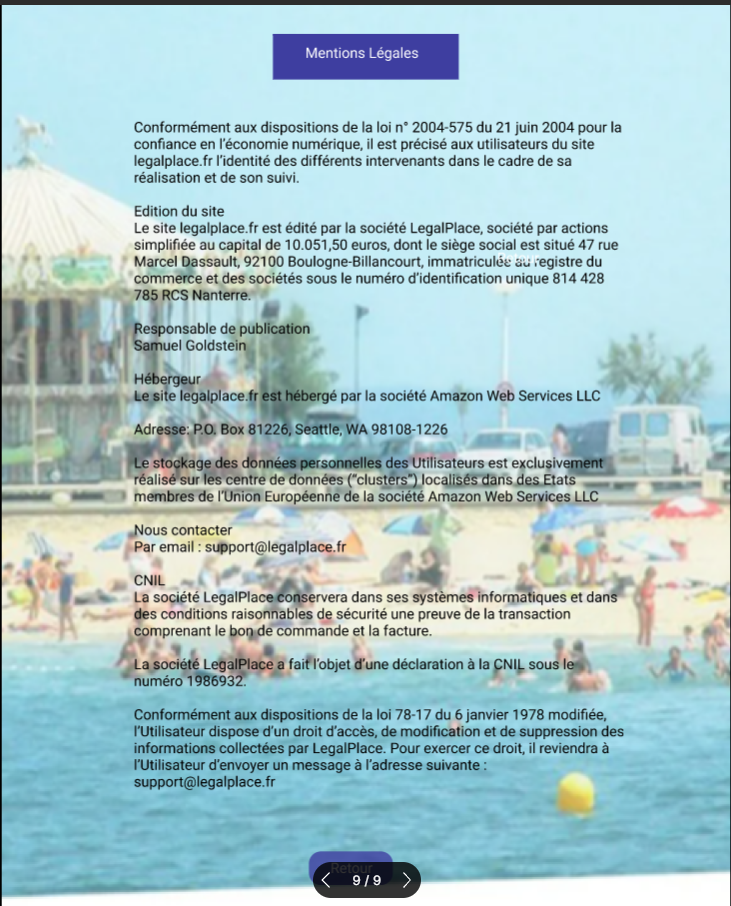 Mentions Légales
Conformément aux dispositions de la loi n° 2004-575 du 21 juin 2004 pour la
confiance en l'économie numérique, il est précisé aux utilisateurs du site
legalplace.fr l'identité des différents intervenants dans le cadre de sa
réalisation et de son suivi.
Edition du site
Le site legalplace.fr est édité par la société LegalPlace, société par actions
simplifiée au capital de 10.051,50 euros, dont le siège social est situé 47 rue
Marcel Dassault, 92100 Boulogne-Billancourt, immatriculée au registre du
commerce et des sociétés sous le numéro d'identification unique 814 428
785 RCS Nanterre.
Responsable de publication
Samuel Goldstein
Hébergeur
Le site legalplace.fr est hébergé par la société Amazon Web Services LLC
Adresse: P.O. Box 81226, Seattle, WA 98108-1226
Le stockage des données personnelles des Utilisateurs est exclusivement
réalisé sur les centre de données ("clusters") localisés dans des Etats
membres de l'Union Européenne de la société Amazon Web Services LLC
Nous contacter
Par email : support@legalplace.fr
CNIL
La société LegalPlace conservera dans ses systèmes informatiques et dans
des conditions raisonnables de sécurité une preuve de la transaction
comprenant le bon de commande et la facture.
La société LegalPlace a fait l'objet d'une déclaration à la CNIL sous le
numéro 1986932.
Conformément aux dispositions de la loi 78-17 du 6 janvier 1978 modifiée,
l'Utilisateur dispose d'un droit d'accès, de modification et de suppression des
informations collectées par LegalPlace. Pour exercer ce droit, il reviendra à
l'Utilisateur d'envoyer un message à l'adresse suivante :
support@legalplace.fr
Retour
9 / 9